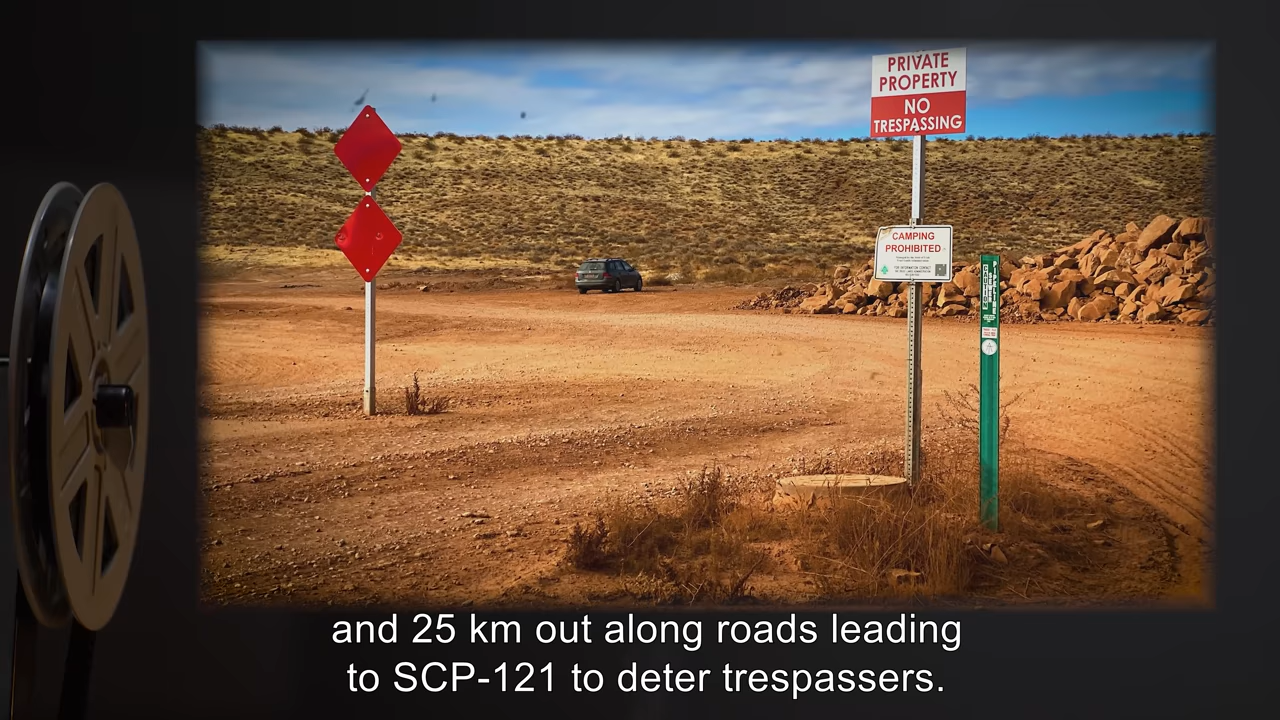 PRIVATE
PROPERTY
NO
TRESPASSING
CAMPING
PROHIBITED
and 25 km out along roads leading
to SCP-121 to deter trespassers.